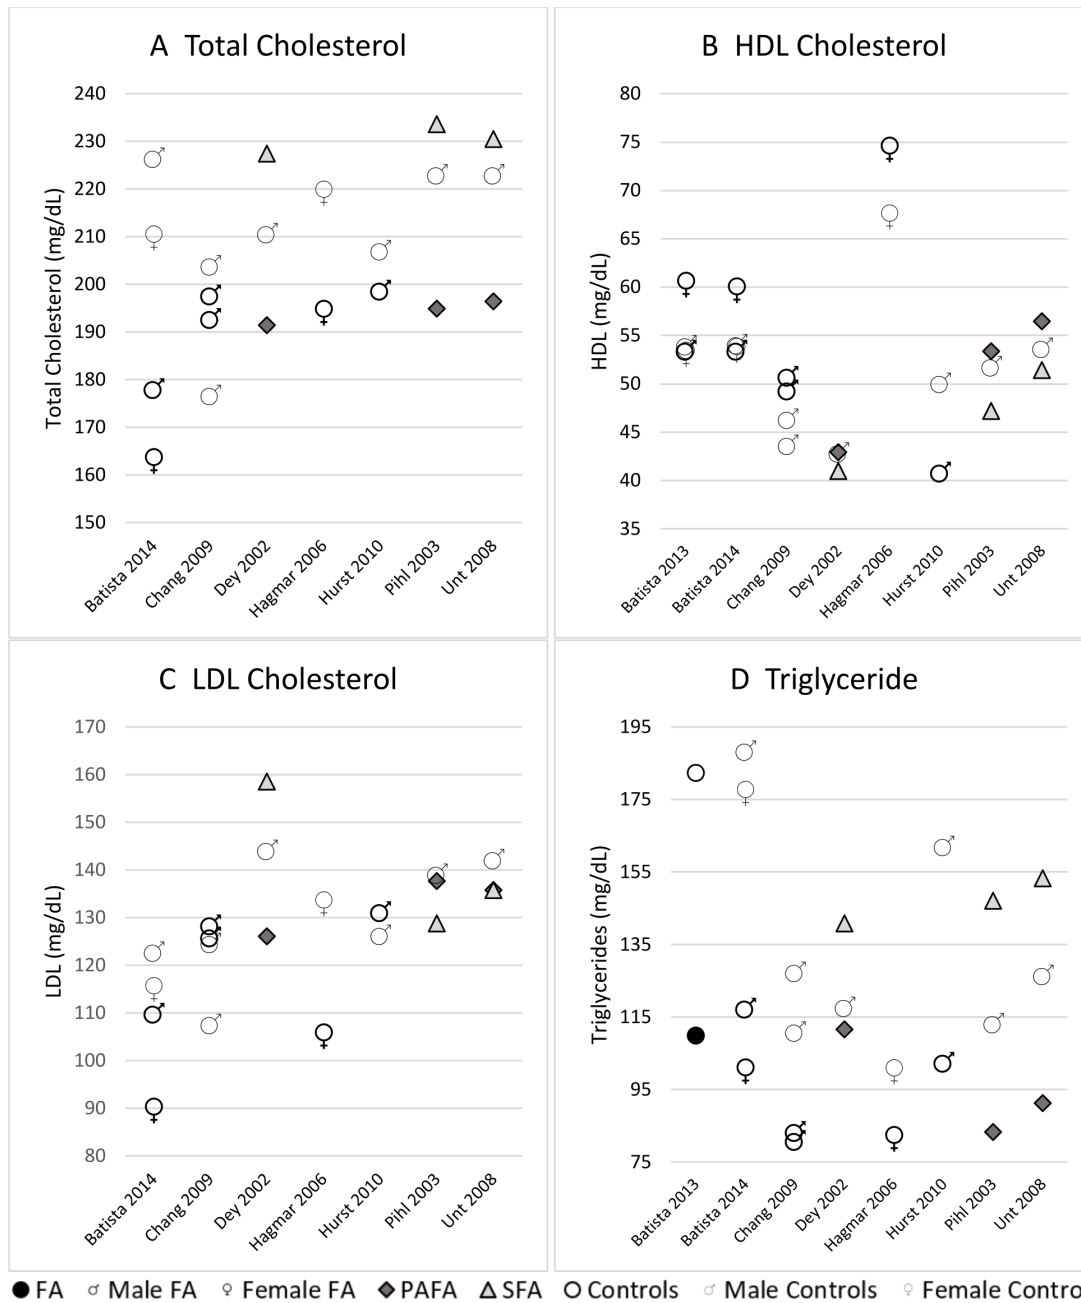 A Total Cholesterol
Total Cholesterol (mg/dL)
240
230
220
210
200
190
180
170
160
150
Batista 2014
Chang 2009
Dey 2002
Hagmar 2006
Hurst 2010
Pihl 2003
Unt 2008
B HDL Cholesterol
HDL (mg/dL)
80
75
70
65
60
55
50
45
40
35
Batista 2013
Batista 2014
Chang 2009
Dey 2002
Hagmar 2006
Hurst 2010
Pihl 2003
Unt 2008
C LDL Cholesterol
LDL (mg/dL)
170
160
150
140
130
120
110
100
90
80
Batista 2014
Chang 2009
Dey 2002
Hagmar 2006
Hurst 2010
Pihl 2003
Unt 2008
D Triglyceride
Triglycerides (mg/dL)
195
175
155
135
115
95
75
Batista 2013
Batista 2014
Chang 2009
Dey 2002
Hagmar 2006
Hurst 2010
Pihl 2003
Unt 2008
FA ♂ Male FA ♀ Female FA PAFA SFA Controls ♂ Male Controls ♀ Female Contro